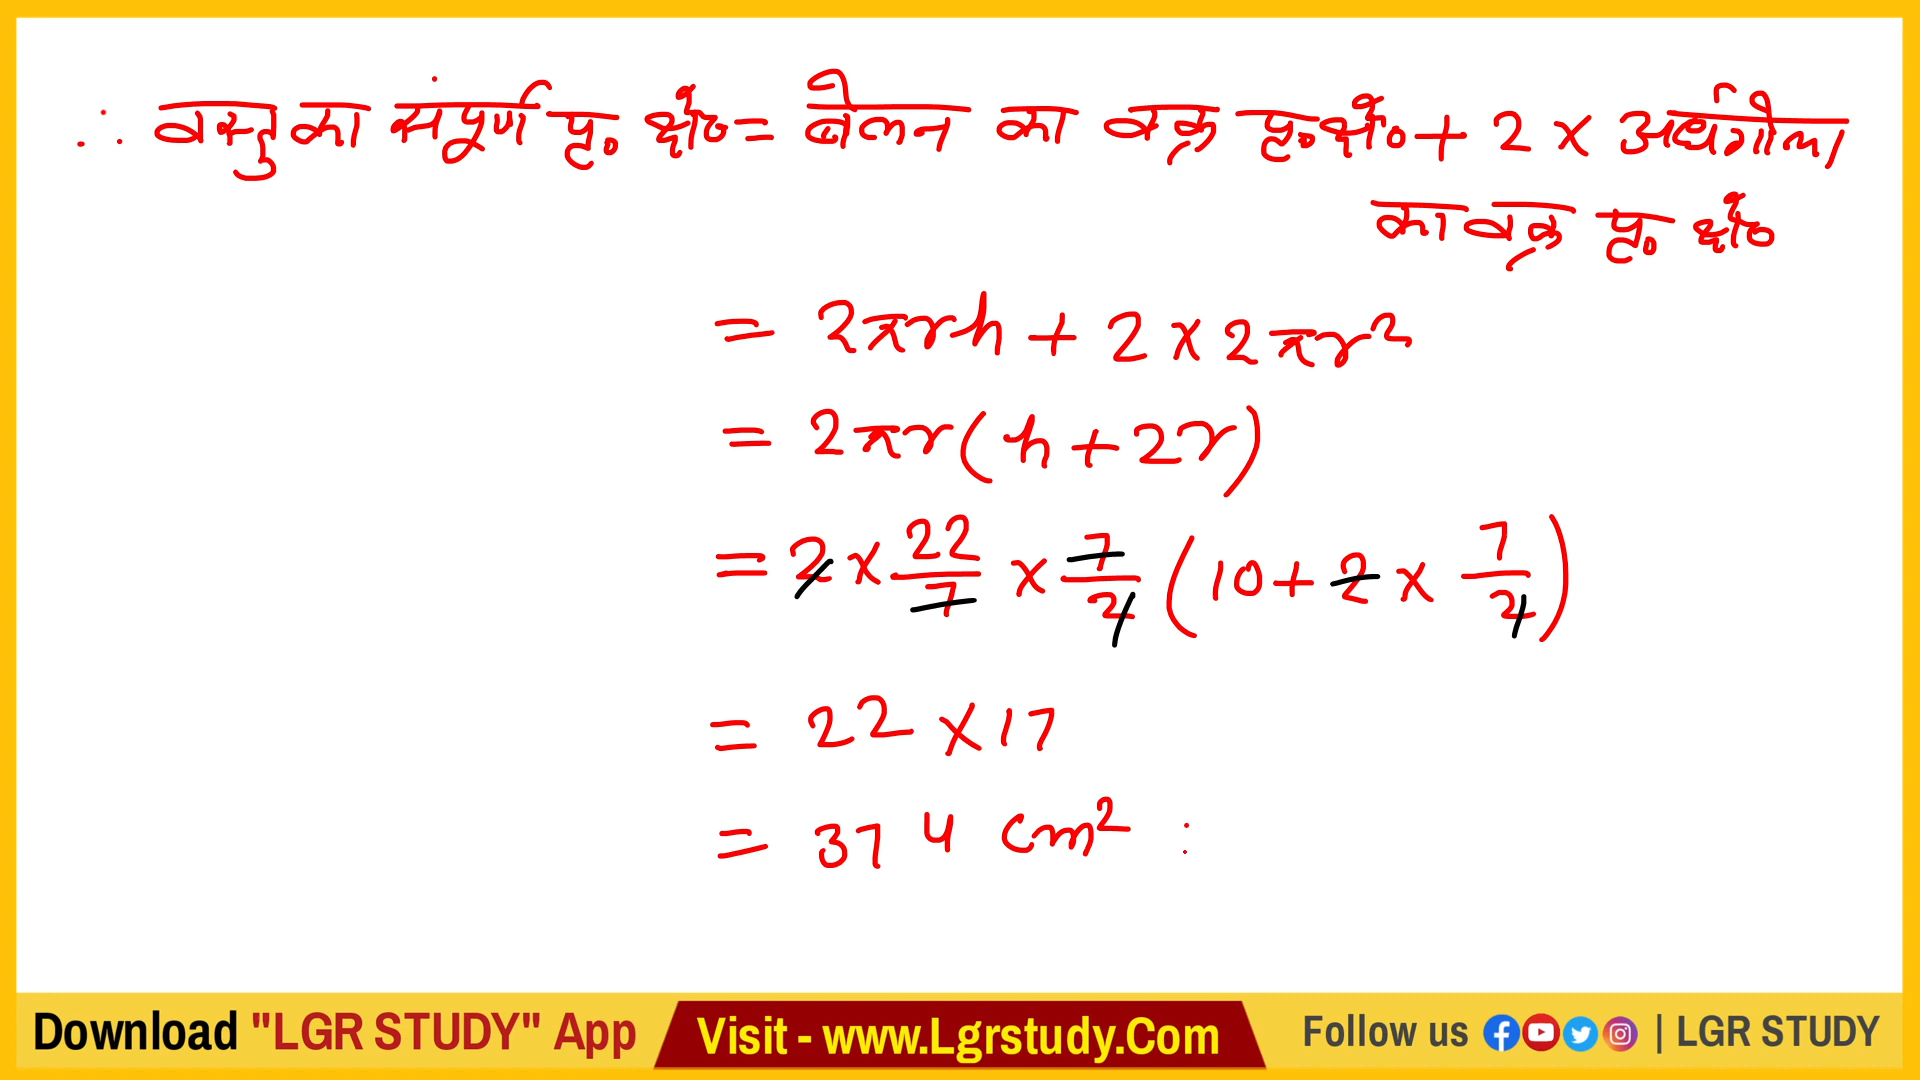 ∴ वस्तु का संपूर्ण पृ० क्षे० = बेलन का वक्र पृ० क्षे० + 2 × अर्धगोला
का वक्र पृ० क्षे०
= 2πrh + 2 × 2πr²
= 2πr(h + 2r)
= 2 × 22/7 × 7/2 (10 + 2 × 7/2)
= 22 × 17
= 374 cm²
Download "LGR STUDY" App Visit - www.Lgrstudy.Com Follow us | LGR STUDY